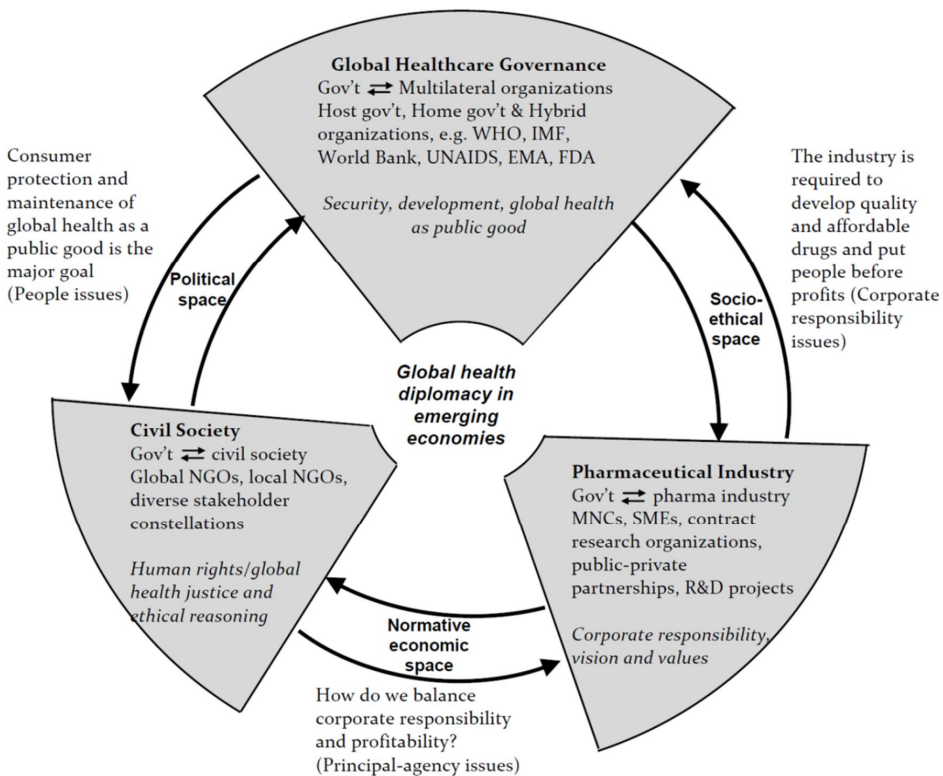 Global Healthcare Governance
Gov't ⇄ Multilateral organizations
Host gov't, Home gov't & Hybrid
organizations, e.g. WHO, IMF,
World Bank, UNAIDS, EMA, FDA
Security, development, global health
as public good
Consumer
protection and
maintenance of
global health as a
public good is the
major goal
(People issues)
Political
space
The industry is
required to
develop quality
and affordable
drugs and put
people before
profits (Corporate
responsibility
issues)
Socio-
ethical
space
Global health
diplomacy in
emerging
economies
Civil Society
Gov't ⇄ civil society
Global NGOs, local NGOs,
diverse stakeholder
constellations
Human rights/global
health justice and
ethical reasoning
Pharmaceutical Industry
Gov't ⇄ pharma industry
MNCs, SMEs, contract
research organizations,
public-private
partnerships, R&D projects
Corporate responsibility,
vision and values
Normative
economic
space
How do we balance
corporate responsibility
and profitability?
(Principal-agency issues)